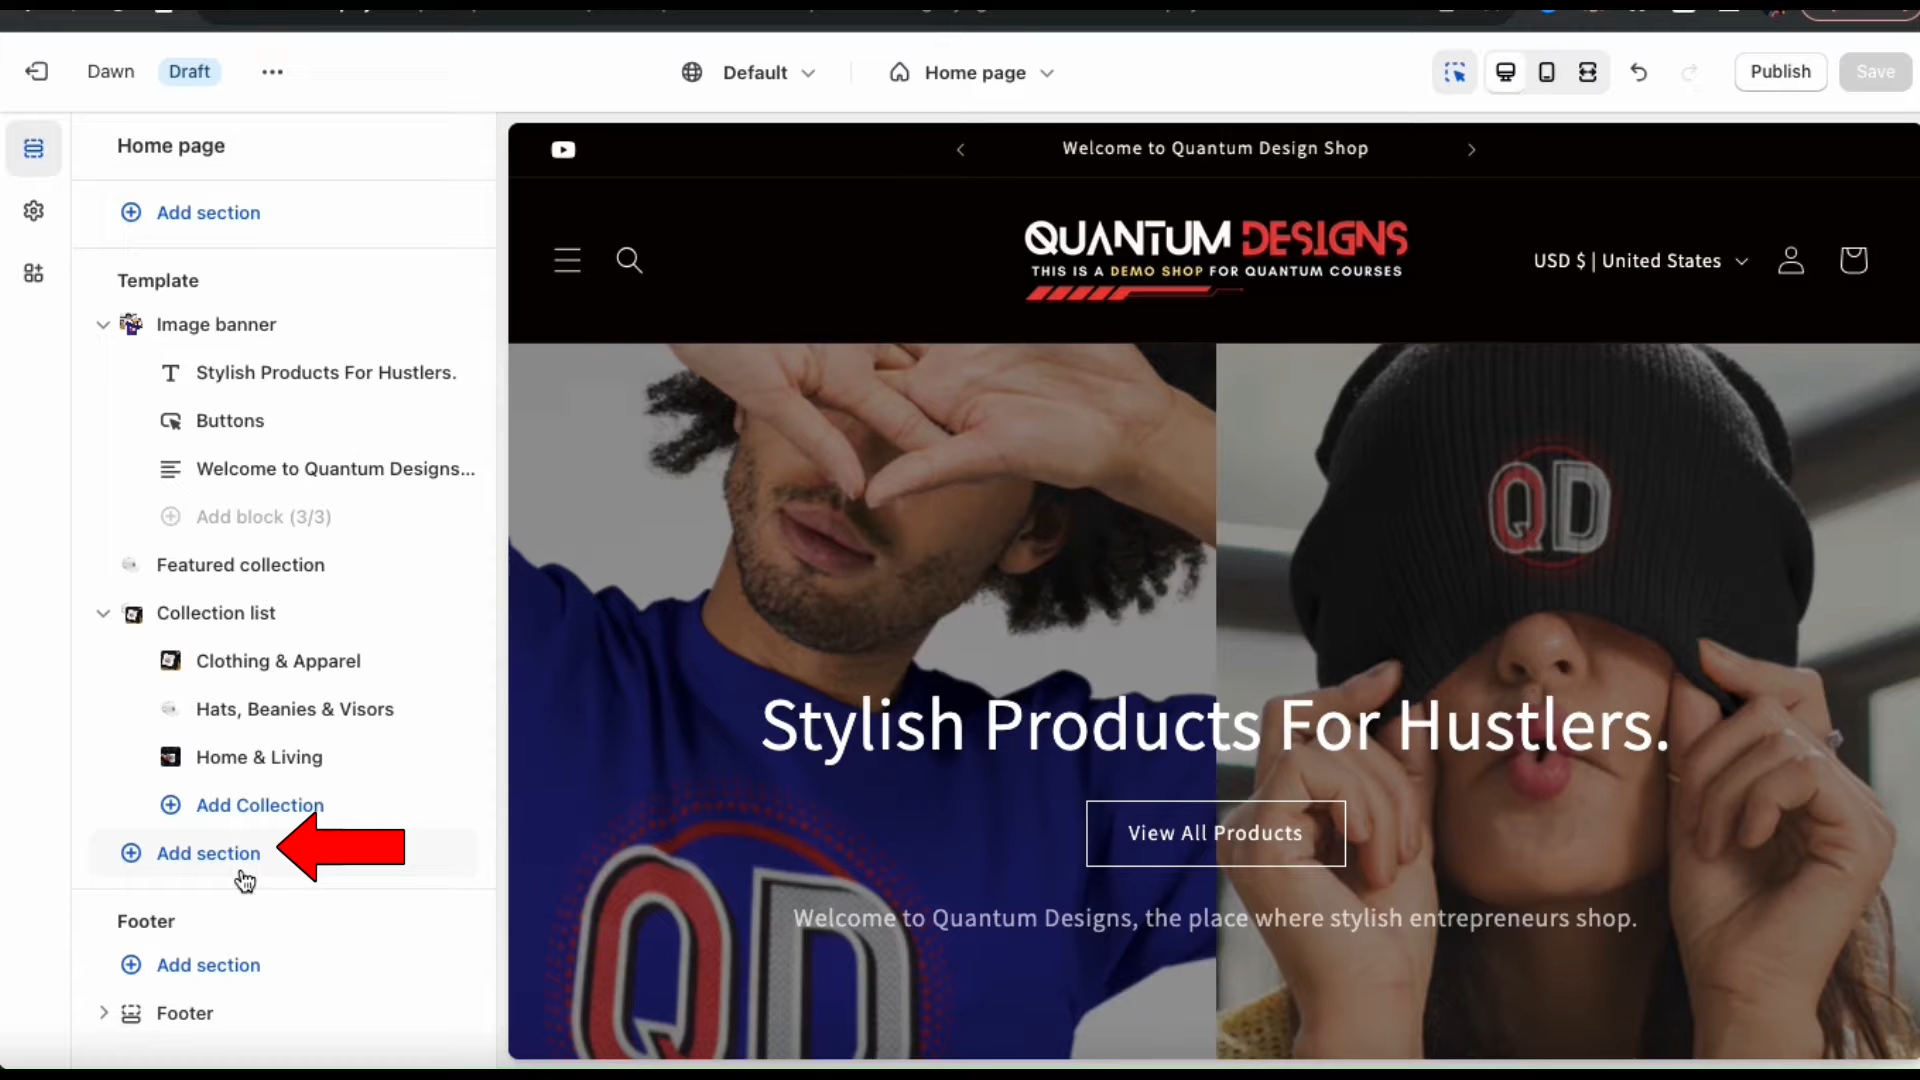 Dawn
Draft
Default
Home page
Publish
Save
Home page
Add section
Template
Image banner
Stylish Products For Hustlers.
Buttons
Welcome to Quantum Designs...
Add block (3/3)
Featured collection
Collection list
Clothing & Apparel
Hats, Beanies & Visors
Home & Living
Add Collection
Add section
Footer
Add section
Footer
Welcome to Quantum Design Shop
QUANTUM DESIGNS
THIS IS A DEMO SHOP FOR QUANTUM COURSES
USD $ | United States
QD
Stylish Products For Hustlers.
View All Products
Welcome to Quantum Designs, the place where stylish entrepreneurs shop.
QD